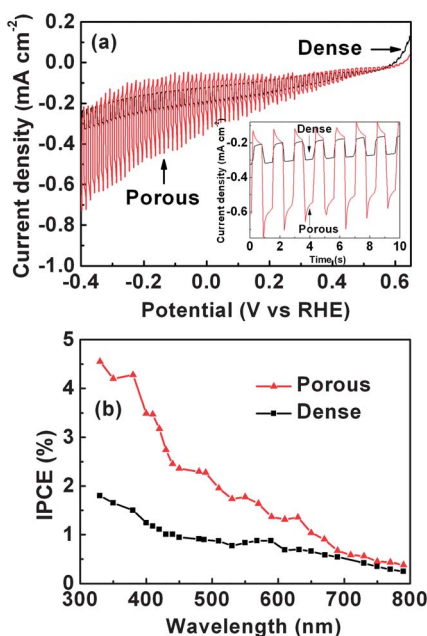 (a)
Dense
Porous
Current density (mA cm-2)
0.0
-0.2
-0.4
-0.6
-0.8
-1.0
-0.4
-0.2
0.0
0.2
0.4
0.6
Potential (V vs RHE)
Current density (mA cm-2)
-0.2
-0.4
-0.6
Dense
Porous
0
2
4
6
8
10
Time (s)
(b)
Porous
Dense
IPCE (%)
5
4
3
2
1
0
300
400
500
600
700
800
Wavelength (nm)